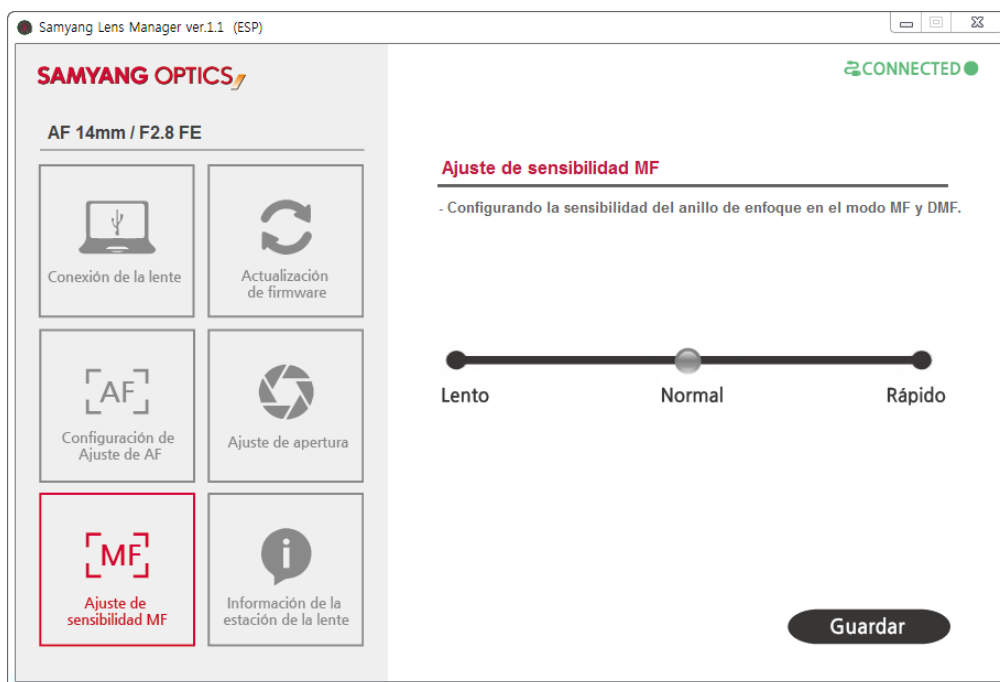 Samyang Lens Manager ver.1.1 (ESP)
SAMYANG OPTICS
CONNECTED
AF 14mm / F2.8 FE
Conexión de la lente
Actualización
de firmware
AF
Configuración de
Ajuste de AF
Ajuste de apertura
MF
Ajuste de
sensibilidad MF
i
Información de la
estación de la lente
Ajuste de sensibilidad MF
- Configurando la sensibilidad del anillo de enfoque en el modo MF y DMF.
Lento Normal Rápido
Guardar